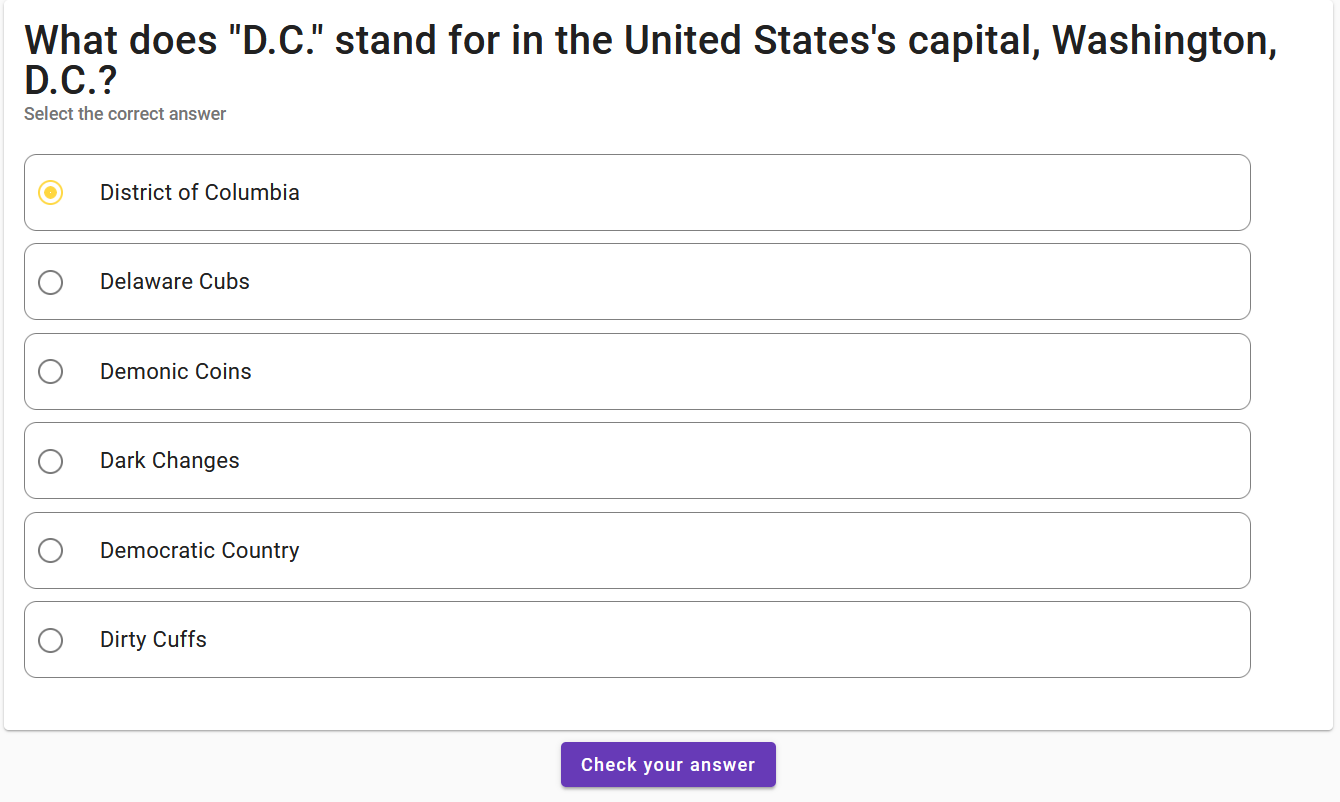 What does "D.C." stand for in the United States's capital, Washington,
D.C.?
Select the correct answer
District of Columbia
Delaware Cubs
Demonic Coins
Dark Changes
Democratic Country
Dirty Cuffs
Check your answer